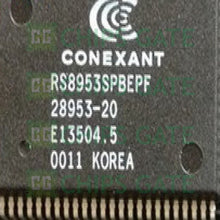 CONEXANT
RS8953SPBEPF
28953-20
E13504.5
0011 KOREA